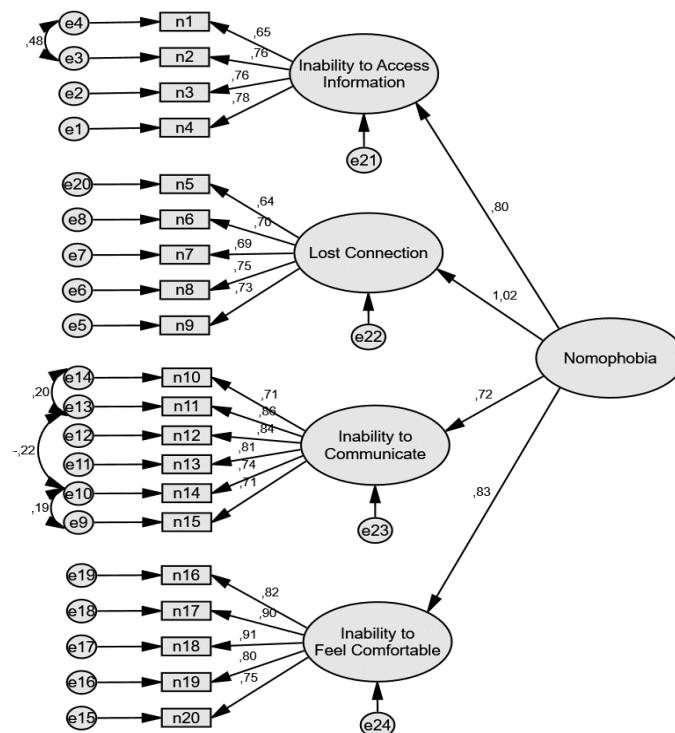 e4
n1
,65
,48
e3
n2
,76
Inability to Access
Information
e2
n3
,76
e1
n4
,78
e21
,80
e20
n5
,64
e8
n6
,70
e7
n7
,69
Lost Connection
e6
n8
,75
e5
n9
,73
1,02
e22
Nomophobia
e14
n10
,71
,20
e13
n11
,86
,72
e12
n12
,84
Inability to
Communicate
-,22
e11
n13
,81
e10
n14
,74
,19
e9
n15
,71
e23
,83
e19
n16
,82
e18
n17
,90
e17
n18
,91
Inability to
Feel Comfortable
e16
n19
,80
e15
n20
,75
e24